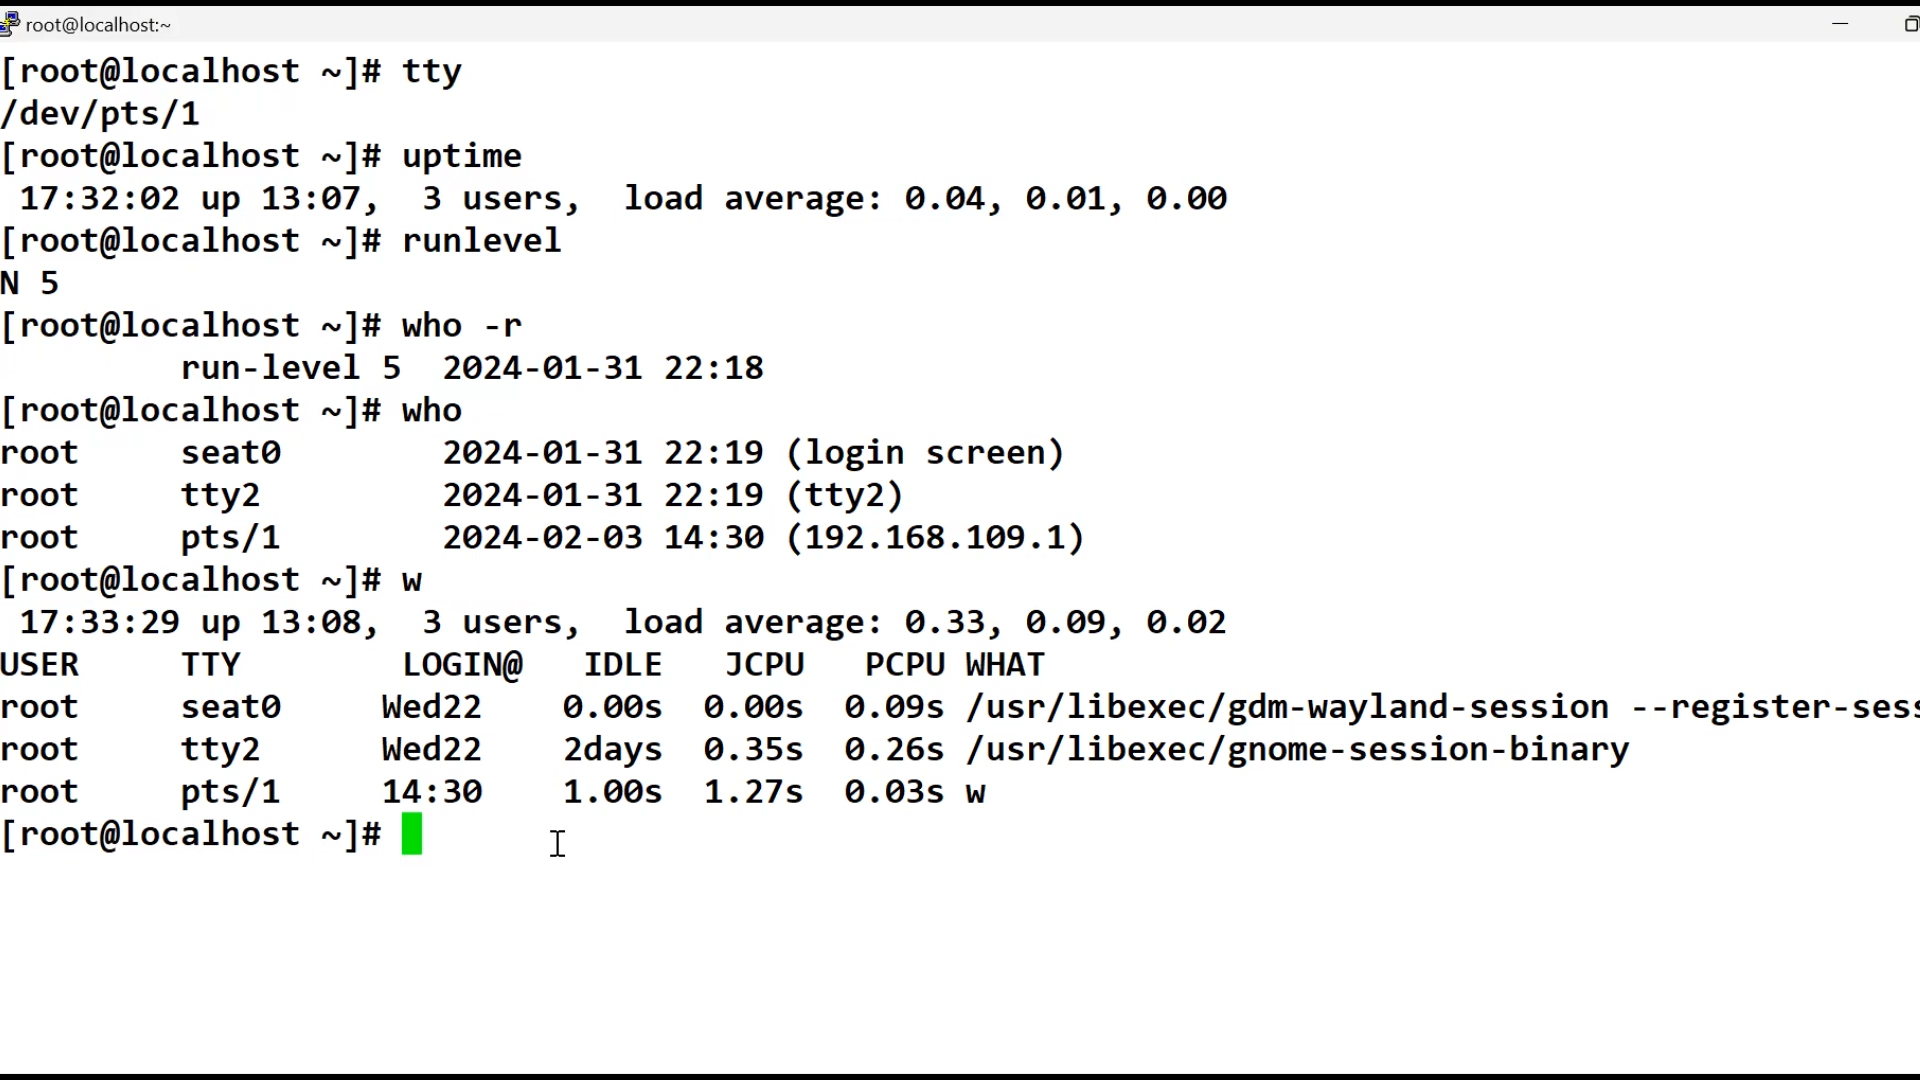 root@localhost:~
[root@localhost ~]# tty
/dev/pts/1
[root@localhost ~]# uptime
 17:32:02 up 13:07,  3 users,  load average: 0.04, 0.01, 0.00
[root@localhost ~]# runlevel
N 5
[root@localhost ~]# who -r
         run-level 5  2024-01-31 22:18
[root@localhost ~]# who
root     seat0        2024-01-31 22:19 (login screen)
root     tty2         2024-01-31 22:19 (tty2)
root     pts/1        2024-02-03 14:30 (192.168.109.1)
[root@localhost ~]# w
 17:33:29 up 13:08,  3 users,  load average: 0.33, 0.09, 0.02
USER     TTY        LOGIN@   IDLE   JCPU   PCPU WHAT
root     seat0     Wed22    0.00s  0.00s  0.09s /usr/libexec/gdm-wayland-session --register-sess
root     tty2      Wed22    2days  0.35s  0.26s /usr/libexec/gnome-session-binary
root     pts/1     14:30    1.00s  1.27s  0.03s w
[root@localhost ~]#